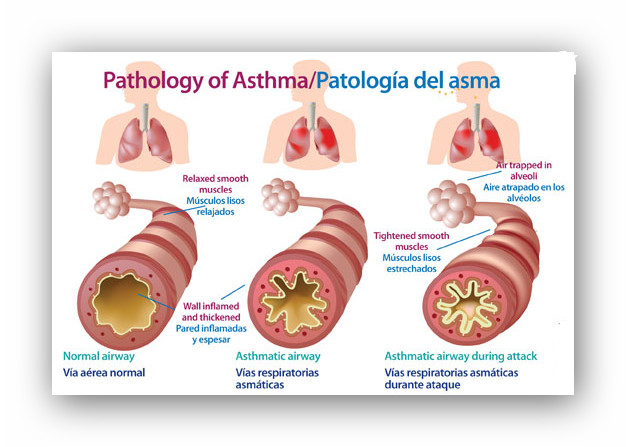 Pathology of Asthma/Patología del asma
Relaxed smooth
muscles
Músculos lisos
relajados
Air trapped in
alveoli
Aire atrapado en los
alvéolos
Tightened smooth
muscles
Músculos lisos
estrechados
Wall inflamed
and thickened
Pared inflamadas
y espesar
Normal airway
Vía aérea normal
Asthmatic airway
Vías respiratorias
asmáticas
Asthmatic airway during attack
Vías respiratorias asmáticas
durante ataque